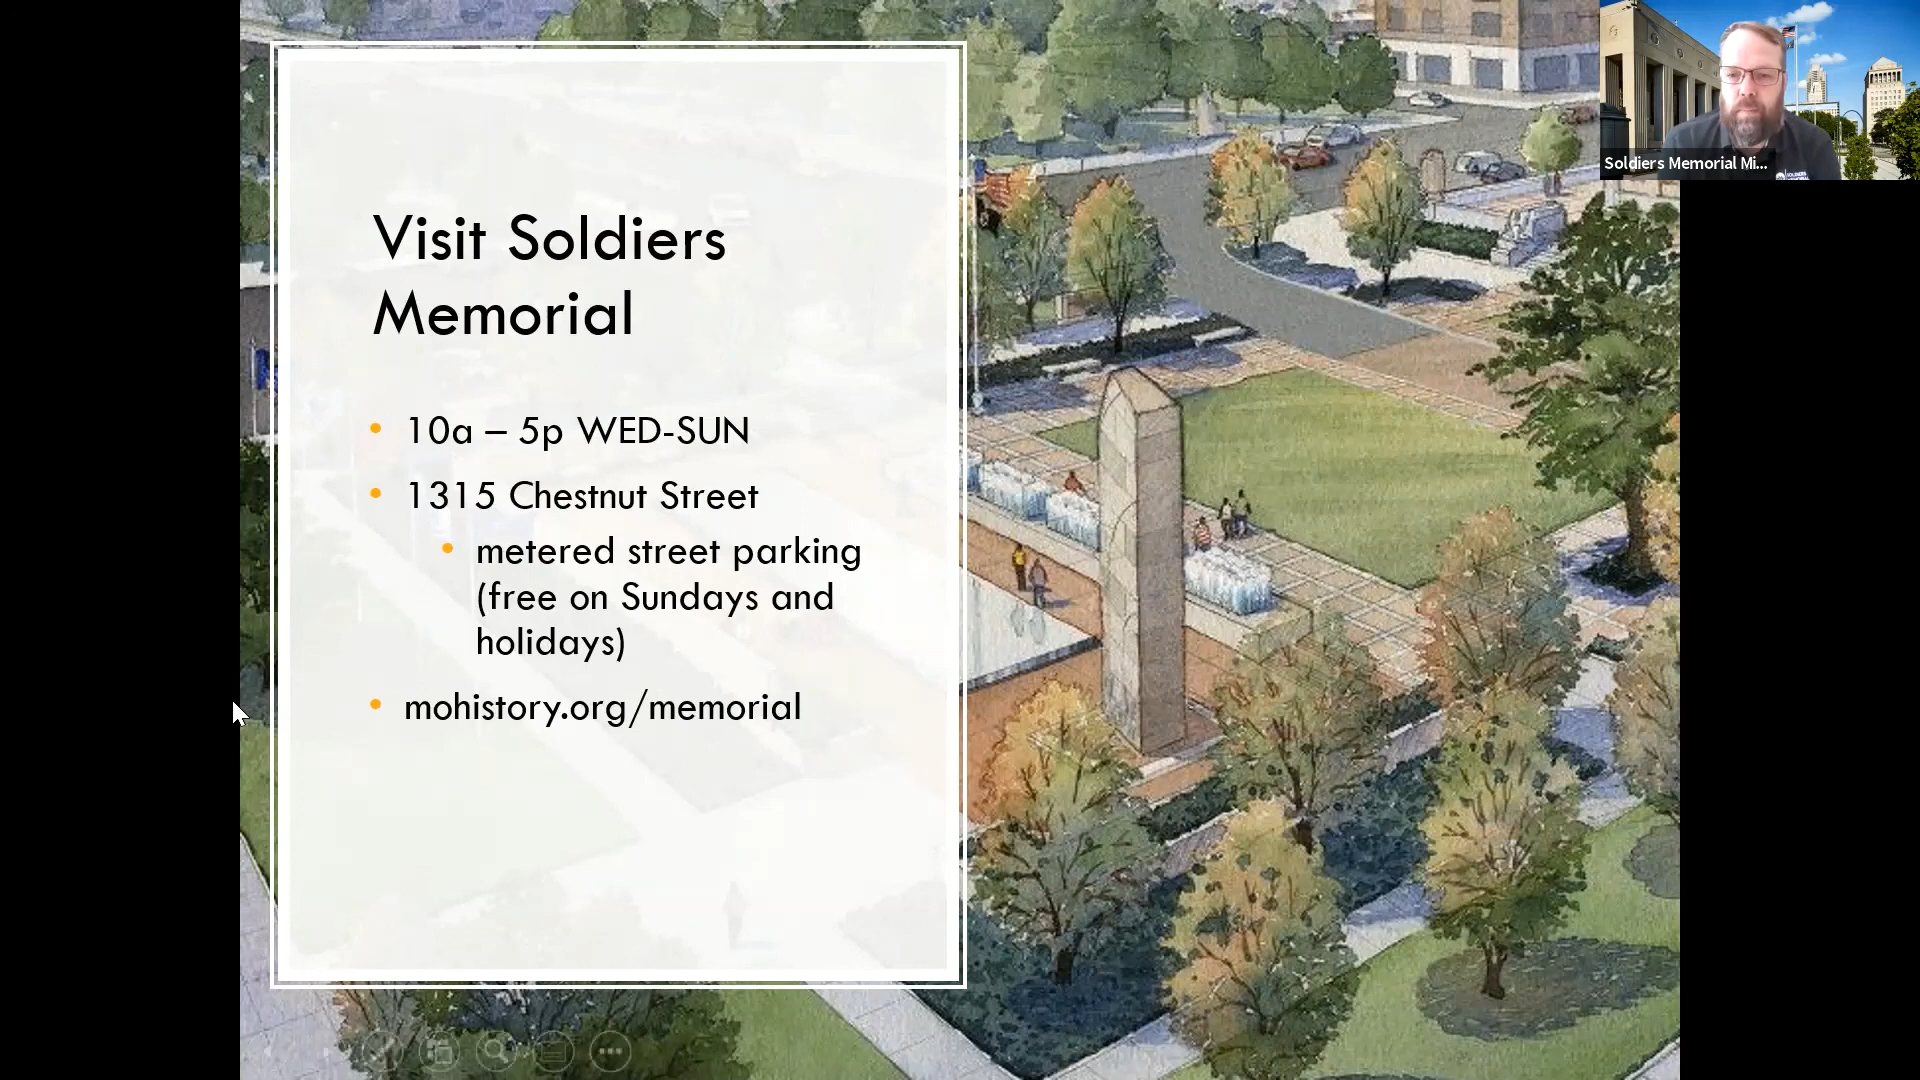 Visit Soldiers
Memorial
10a – 5p WED-SUN
1315 Chestnut Street
metered street parking
(free on Sundays and
holidays)
mohistory.org/memorial
Soldiers Memorial Mi...